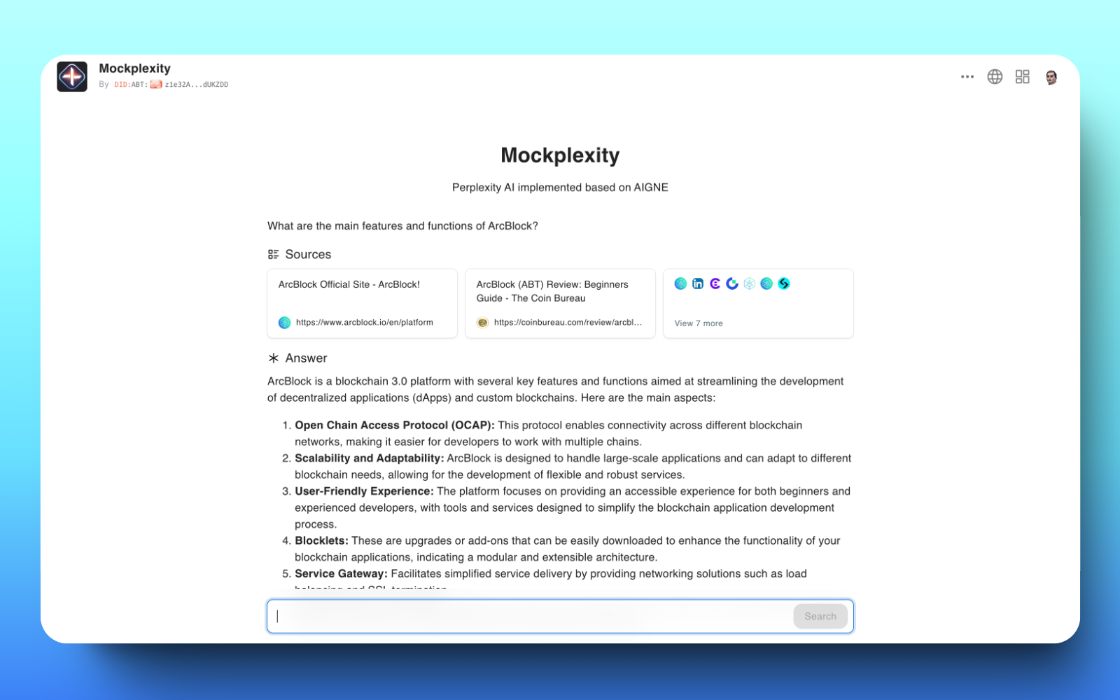 Mockplexity
By DID:ABT: z1e32A...dUKZDD
Mockplexity
Perplexity AI implemented based on AIGNE
What are the main features and functions of ArcBlock?
Sources
ArcBlock Official Site - ArcBlock!
https://www.arcblock.io/en/platform
ArcBlock (ABT) Review: Beginners
Guide - The Coin Bureau
https://coinbureau.com/review/arcbl...
View 7 more
Answer
ArcBlock is a blockchain 3.0 platform with several key features and functions aimed at streamlining the development
of decentralized applications (dApps) and custom blockchains. Here are the main aspects:
1. Open Chain Access Protocol (OCAP): This protocol enables connectivity across different blockchain
networks, making it easier for developers to work with multiple chains.
2. Scalability and Adaptability: ArcBlock is designed to handle large-scale applications and can adapt to different
blockchain needs, allowing for the development of flexible and robust services.
3. User-Friendly Experience: The platform focuses on providing an accessible experience for both beginners and
experienced developers, with tools and services designed to simplify the blockchain application development
process.
4. Blocklets: These are upgrades or add-ons that can be easily downloaded to enhance the functionality of your
blockchain applications, indicating a modular and extensible architecture.
5. Service Gateway: Facilitates simplified service delivery by providing networking solutions such as load
balancing and SSL termination.
Search